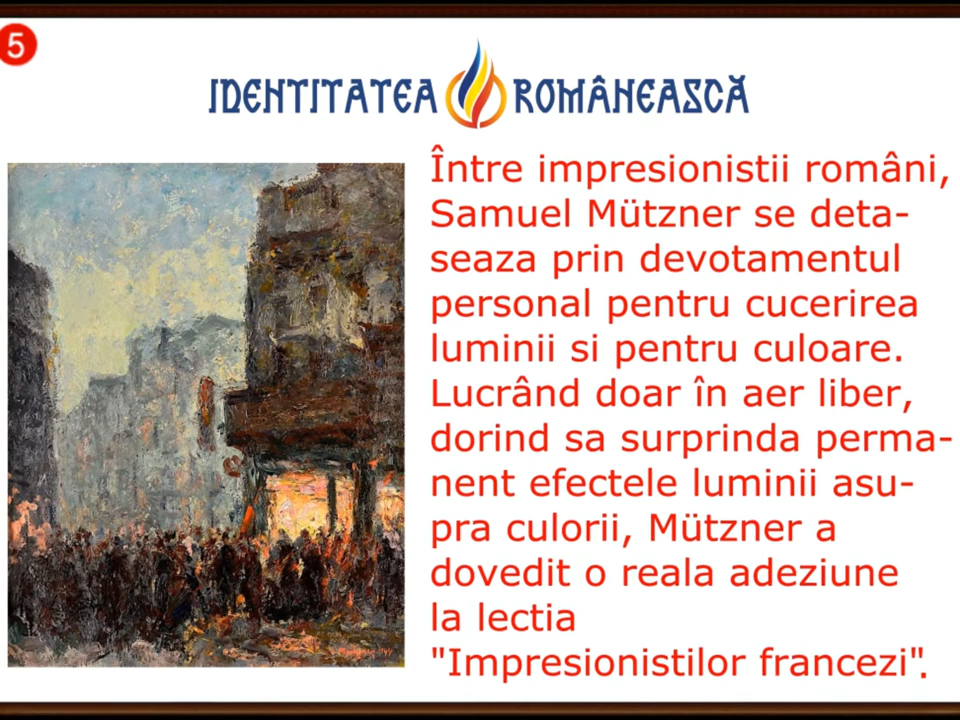 5
IDENTITATEA ROMÂNEASCĂ
Între impresionistii români,
Samuel Mützner se deta-
seaza prin devotamentul
personal pentru cucerirea
luminii si pentru culoare.
Lucrând doar în aer liber,
dorind sa surprinda perma-
nent efectele luminii asu-
pra culorii, Mützner a
dovedit o reala adeziune
la lectia
"Impresionistilor francezi".